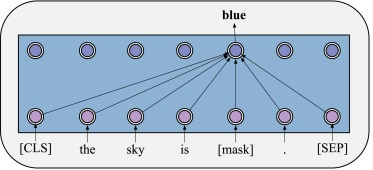 blue
[CLS] the sky is [mask] . [SEP]